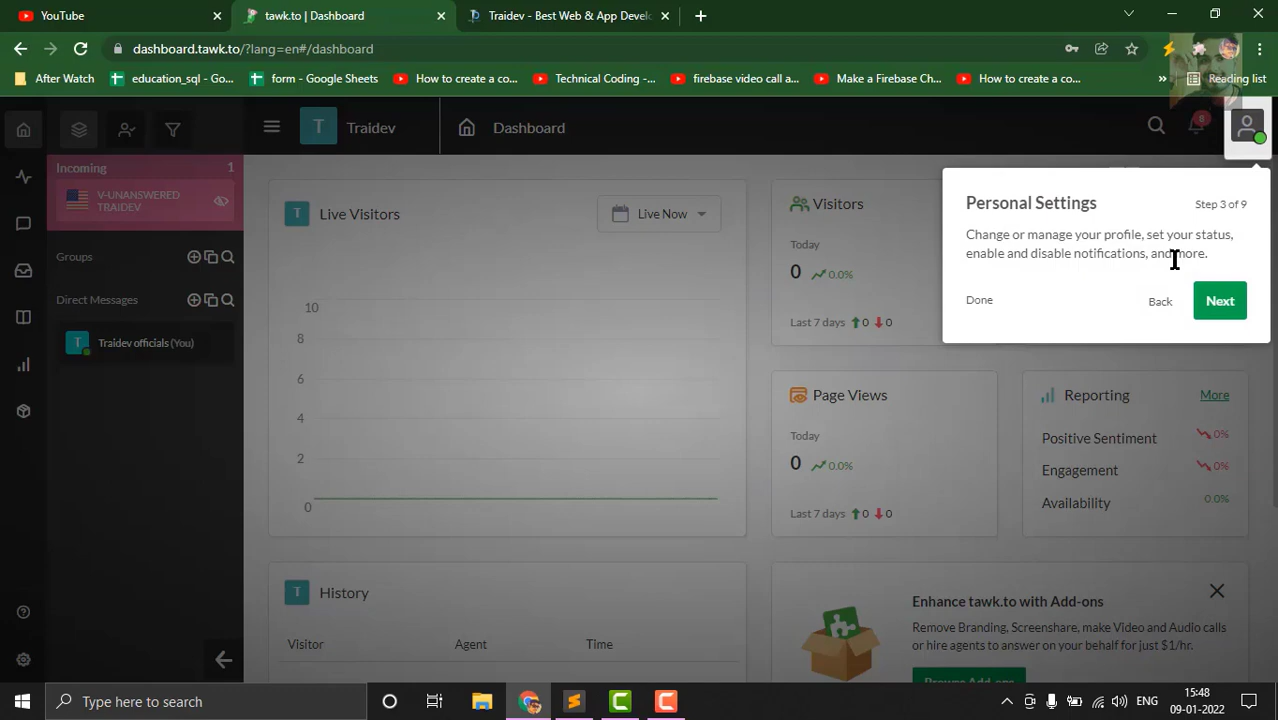 YouTube
tawk.to | Dashboard
Traidev - Best Web & App Devel
dashboard.tawk.to/?lang=en#/dashboard
After Watch
education_sql - Go...
form - Google Sheets
How to create a co...
Technical Coding -...
firebase video call a...
Make a Firebase Ch...
How to create a co...
Reading list
T
Traidev
Dashboard
8
Incoming
1
V-UNANSWERED
TRAIDEV
Groups
Direct Messages
T
Traidev officials (You)
T
Live Visitors
Live Now
10
8
6
4
2
0
Visitors
Today
0
0.0%
Last 7 days
0
0
Personal Settings
Step 3 of 9
Change or manage your profile, set your status,
enable and disable notifications, and more.
Done
Back
Next
Page Views
Today
0
0.0%
Last 7 days
0
0
Reporting
More
Positive Sentiment
0%
Engagement
0%
Availability
0.0%
T
History
Visitor
Agent
Time
Enhance tawk.to with Add-ons
Remove Branding, Screenshare, make Video and Audio calls
or hire agents to answer on your behalf for just $1/hr.
Browse Add-ons
Type here to search
ENG
15:48
09-01-2022